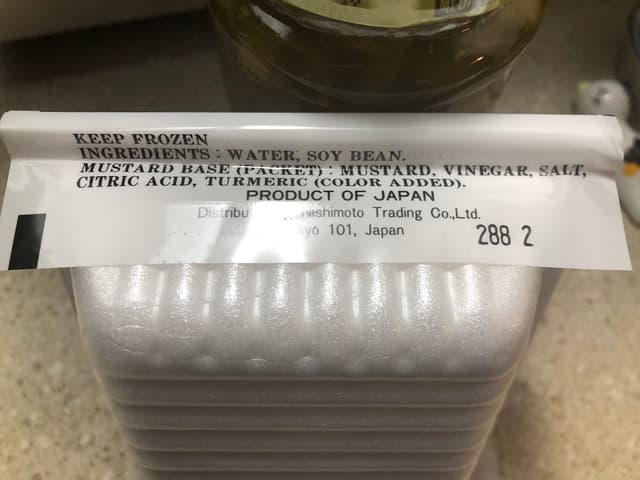 KEEP FROZEN
INGREDIENTS : WATER, SOY BEAN.
MUSTARD BASE (PACKET) : MUSTARD, VINEGAR, SALT,
CITRIC ACID, TURMERIC (COLOR ADDED).
PRODUCT OF JAPAN
Nishimoto Trading Co.,Ltd.
101, Japan
288 2